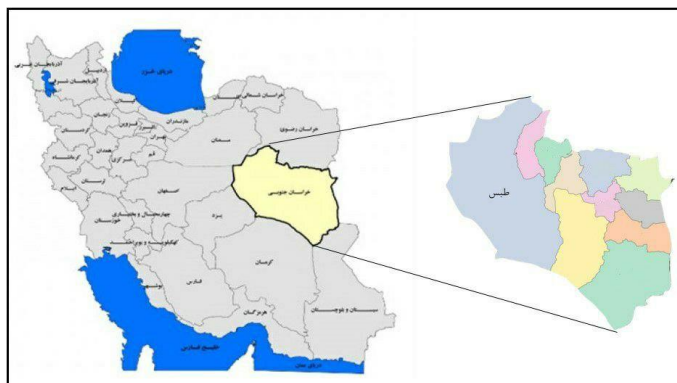 آذربایجان غربی
اردبیل
آذربایجان شرقی
دریای خزر
گیلان
زنجان
خراسان شمالی
گلستان
مازندران
قزوین
البرز
تهران
خراسان رضوی
کردستان
سمنان
همدان
قم
مرکزی
کرمانشاه
لرستان
ایلام
اصفهان
خراسان جنوبی
طبس
چهارمحال و بختیاری
یزد
خوزستان
کهگیلویه و بویراحمد
کرمان
فارس
بوشهر
هرمزگان
سیستان و بلوچستان
خلیج فارس
دریای عمان